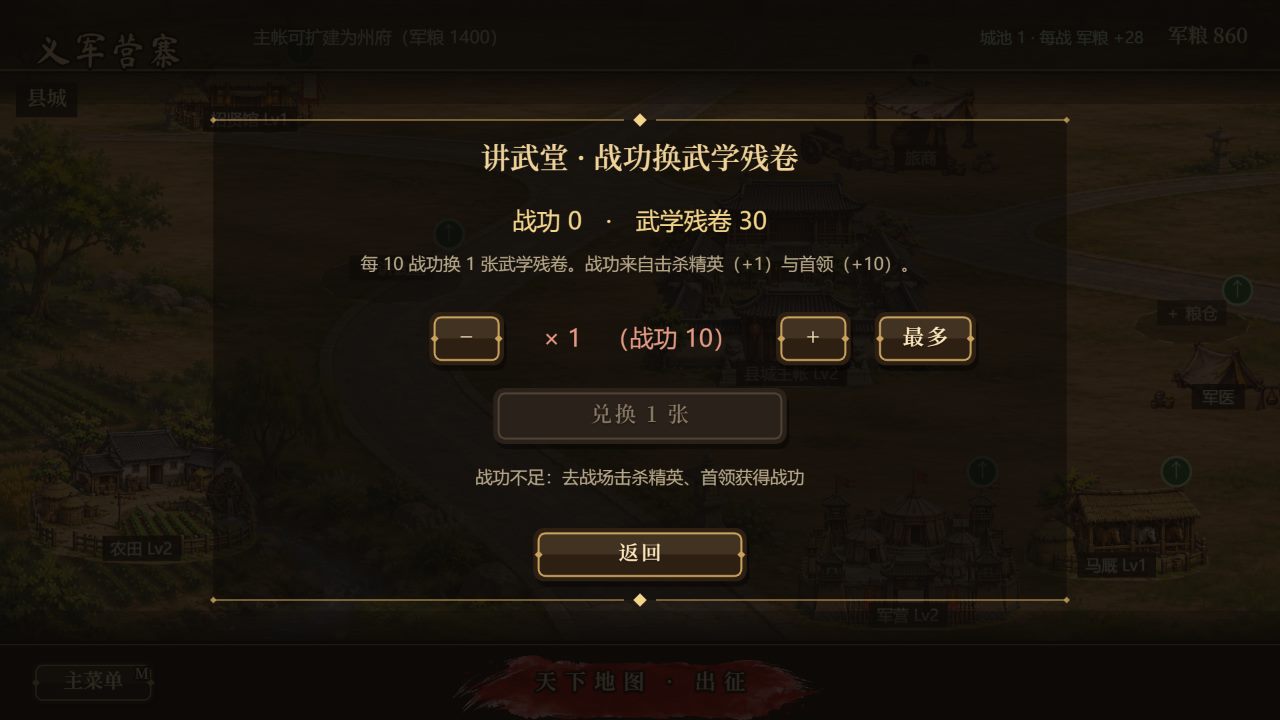 义军营寨
主帐可扩建为州府（军粮 1400）
城池 1 · 每战 军粮 +28
军粮 860
县城
招贤馆 Lv1
旅商
讲武堂 · 战功换武学残卷
战功 0 · 武学残卷 30
每 10 战功换 1 张武学残卷。战功来自击杀精英（+1）与首领（+10）。
+ 粮仓
− × 1 （战功 10） + 最多
县城主帐 Lv2
军医
兑换 1 张
战功不足：去战场击杀精英、首领获得战功
农田 Lv2
返回
马厩 Lv1
军营 Lv2
主菜单
天下地图 · 出征